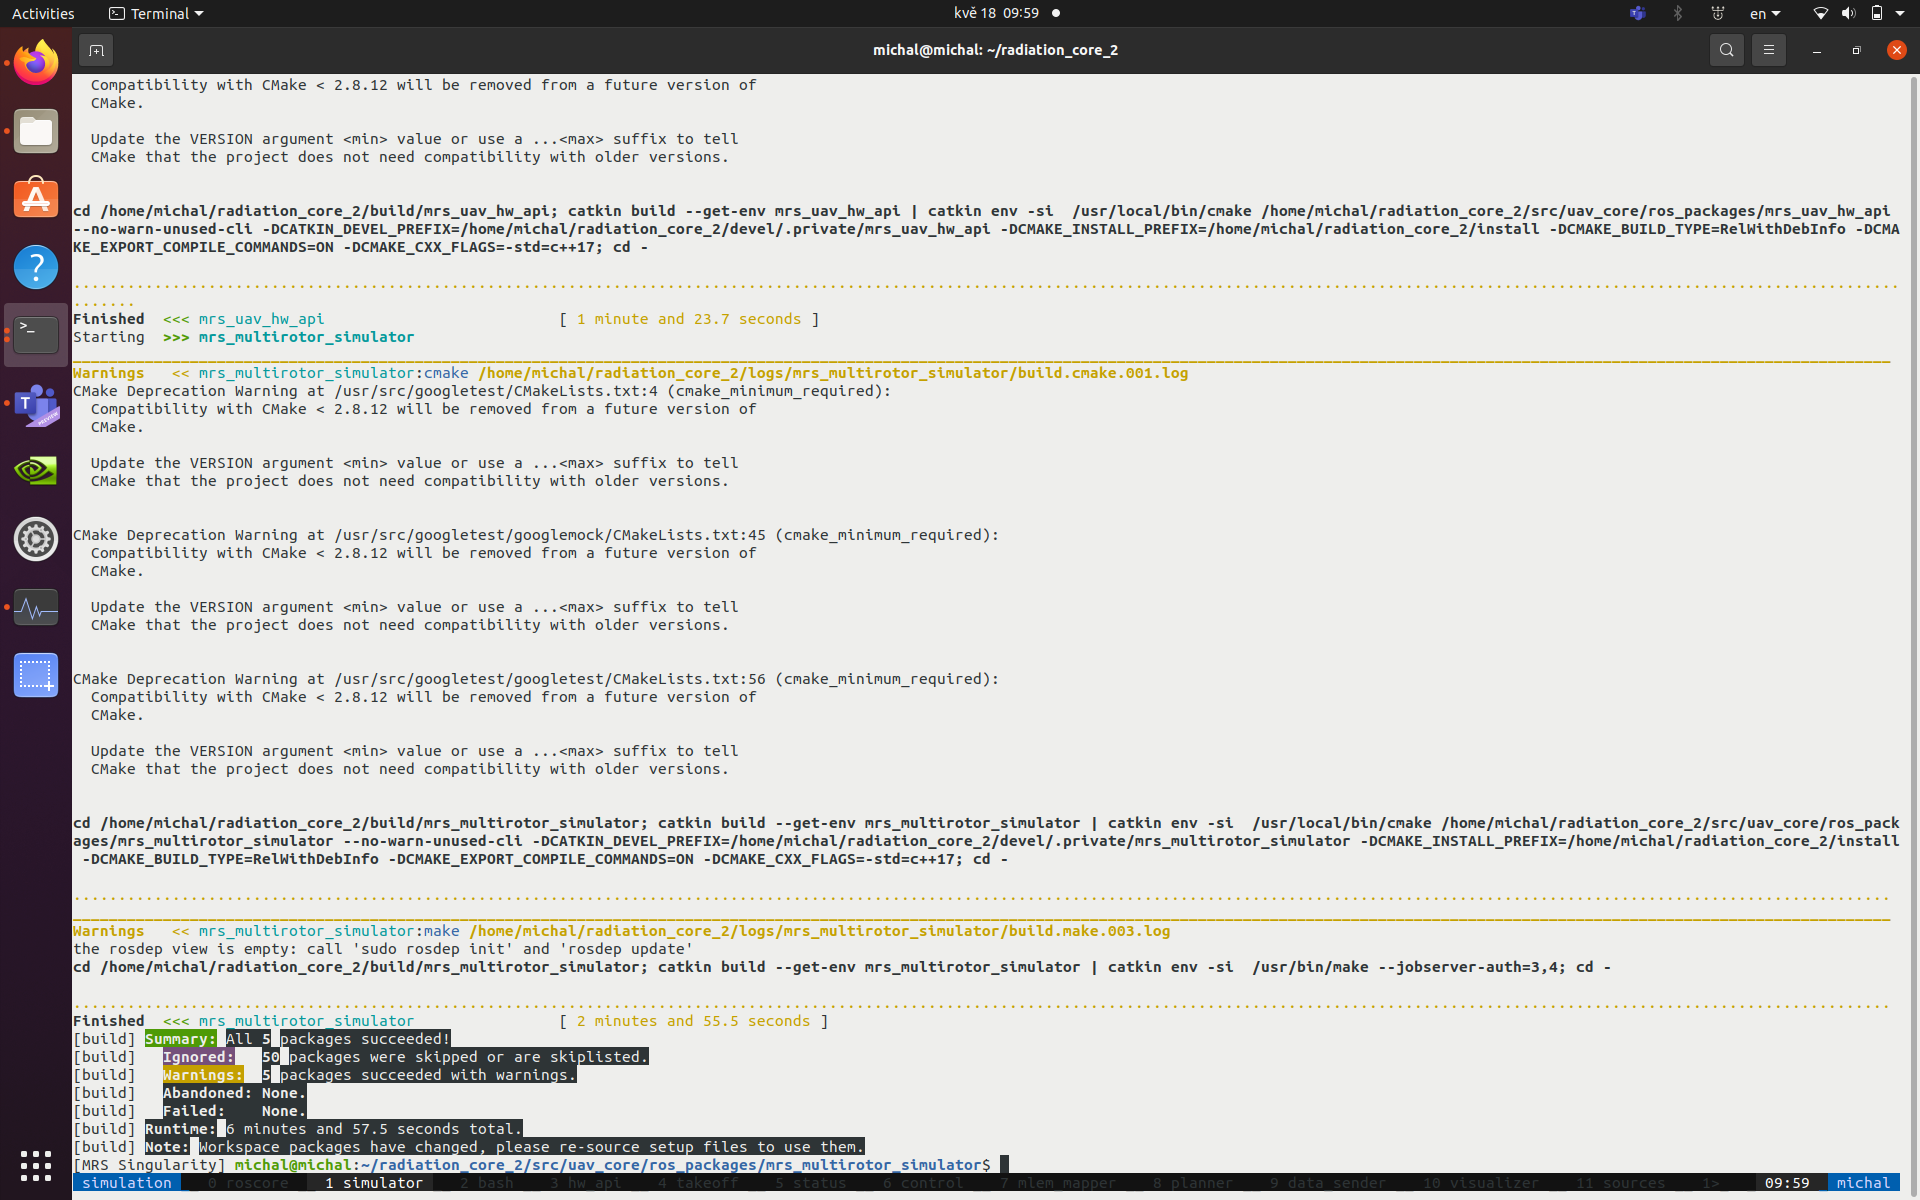 Activities
Terminal
kvě 18 09:59
en
michal@michal: ~/radiation_core_2
Compatibility with CMake < 2.8.12 will be removed from a future version of
CMake.
Update the VERSION argument <min> value or use a ...<max> suffix to tell
CMake that the project does not need compatibility with older versions.
cd /home/michal/radiation_core_2/build/mrs_uav_hw_api; catkin build --get-env mrs_uav_hw_api | catkin env -si  /usr/local/bin/cmake /home/michal/radiation_core_2/src/uav_core/ros_packages/mrs_uav_hw_api
--no-warn-unused-cli -DCATKIN_DEVEL_PREFIX=/home/michal/radiation_core_2/devel/.private/mrs_uav_hw_api -DCMAKE_INSTALL_PREFIX=/home/michal/radiation_core_2/install -DCMAKE_BUILD_TYPE=RelWithDebInfo -DCMA
KE_EXPORT_COMPILE_COMMANDS=ON -DCMAKE_CXX_FLAGS=-std=c++17; cd -
Finished  <<< mrs_uav_hw_api                          [ 1 minute and 23.7 seconds ]
Starting  >>> mrs_multirotor_simulator
Warnings   << mrs_multirotor_simulator:cmake /home/michal/radiation_core_2/logs/mrs_multirotor_simulator/build.cmake.001.log
CMake Deprecation Warning at /usr/src/googletest/CMakeLists.txt:4 (cmake_minimum_required):
Compatibility with CMake < 2.8.12 will be removed from a future version of
CMake.
Update the VERSION argument <min> value or use a ...<max> suffix to tell
CMake that the project does not need compatibility with older versions.
CMake Deprecation Warning at /usr/src/googletest/googlemock/CMakeLists.txt:45 (cmake_minimum_required):
Compatibility with CMake < 2.8.12 will be removed from a future version of
CMake.
Update the VERSION argument <min> value or use a ...<max> suffix to tell
CMake that the project does not need compatibility with older versions.
CMake Deprecation Warning at /usr/src/googletest/googletest/CMakeLists.txt:56 (cmake_minimum_required):
Compatibility with CMake < 2.8.12 will be removed from a future version of
CMake.
Update the VERSION argument <min> value or use a ...<max> suffix to tell
CMake that the project does not need compatibility with older versions.
cd /home/michal/radiation_core_2/build/mrs_multirotor_simulator; catkin build --get-env mrs_multirotor_simulator | catkin env -si  /usr/local/bin/cmake /home/michal/radiation_core_2/src/uav_core/ros_pack
ages/mrs_multirotor_simulator --no-warn-unused-cli -DCATKIN_DEVEL_PREFIX=/home/michal/radiation_core_2/devel/.private/mrs_multirotor_simulator -DCMAKE_INSTALL_PREFIX=/home/michal/radiation_core_2/install
-DCMAKE_BUILD_TYPE=RelWithDebInfo -DCMAKE_EXPORT_COMPILE_COMMANDS=ON -DCMAKE_CXX_FLAGS=-std=c++17; cd -
Warnings   << mrs_multirotor_simulator:make /home/michal/radiation_core_2/logs/mrs_multirotor_simulator/build.make.003.log
the rosdep view is empty: call 'sudo rosdep init' and 'rosdep update'
cd /home/michal/radiation_core_2/build/mrs_multirotor_simulator; catkin build --get-env mrs_multirotor_simulator | catkin env -si  /usr/bin/make --jobserver-auth=3,4; cd -
Finished  <<< mrs_multirotor_simulator                [ 2 minutes and 55.5 seconds ]
[build] Summary: All 5 packages succeeded!
[build]   Ignored:   50 packages were skipped or are skiplisted.
[build]   Warnings:  5 packages succeeded with warnings.
[build]   Abandoned: None.
[build]   Failed:    None.
[build] Runtime: 6 minutes and 57.5 seconds total.
[build] Note: Workspace packages have changed, please re-source setup files to use them.
[MRS Singularity] michal@michal:~/radiation_core_2/src/uav_core/ros_packages/mrs_multirotor_simulator$
simulation  0 roscore  1 simulator  2 bash  3 hw_api  4 takeoff  5 status  6 control  7 mlem_mapper  8 planner  9 data_sender  10 visualizer  11 sources  1>  09:59  michal